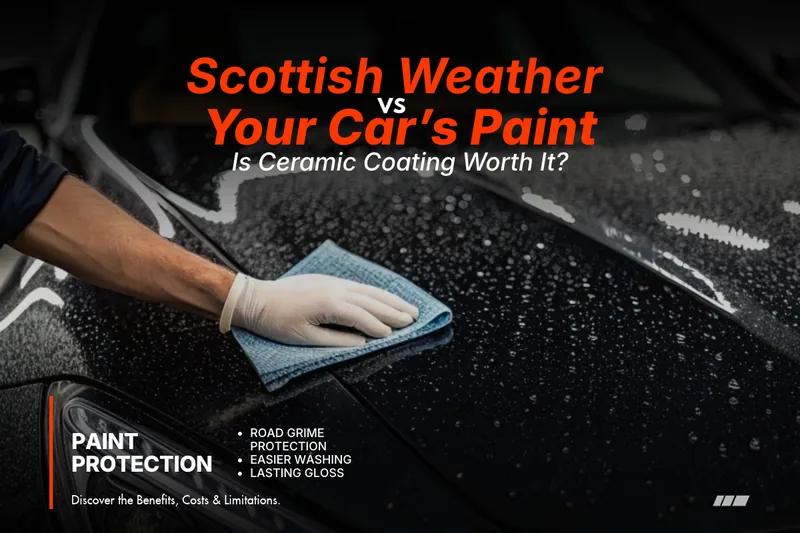 Scottish Weather
vs
Your Car's Paint
Is Ceramic Coating Worth It?
PAINT
PROTECTION
• ROAD GRIME
PROTECTION
• EASIER WASHING
• LASTING GLOSS
Discover the Benefits, Costs & Limitations.